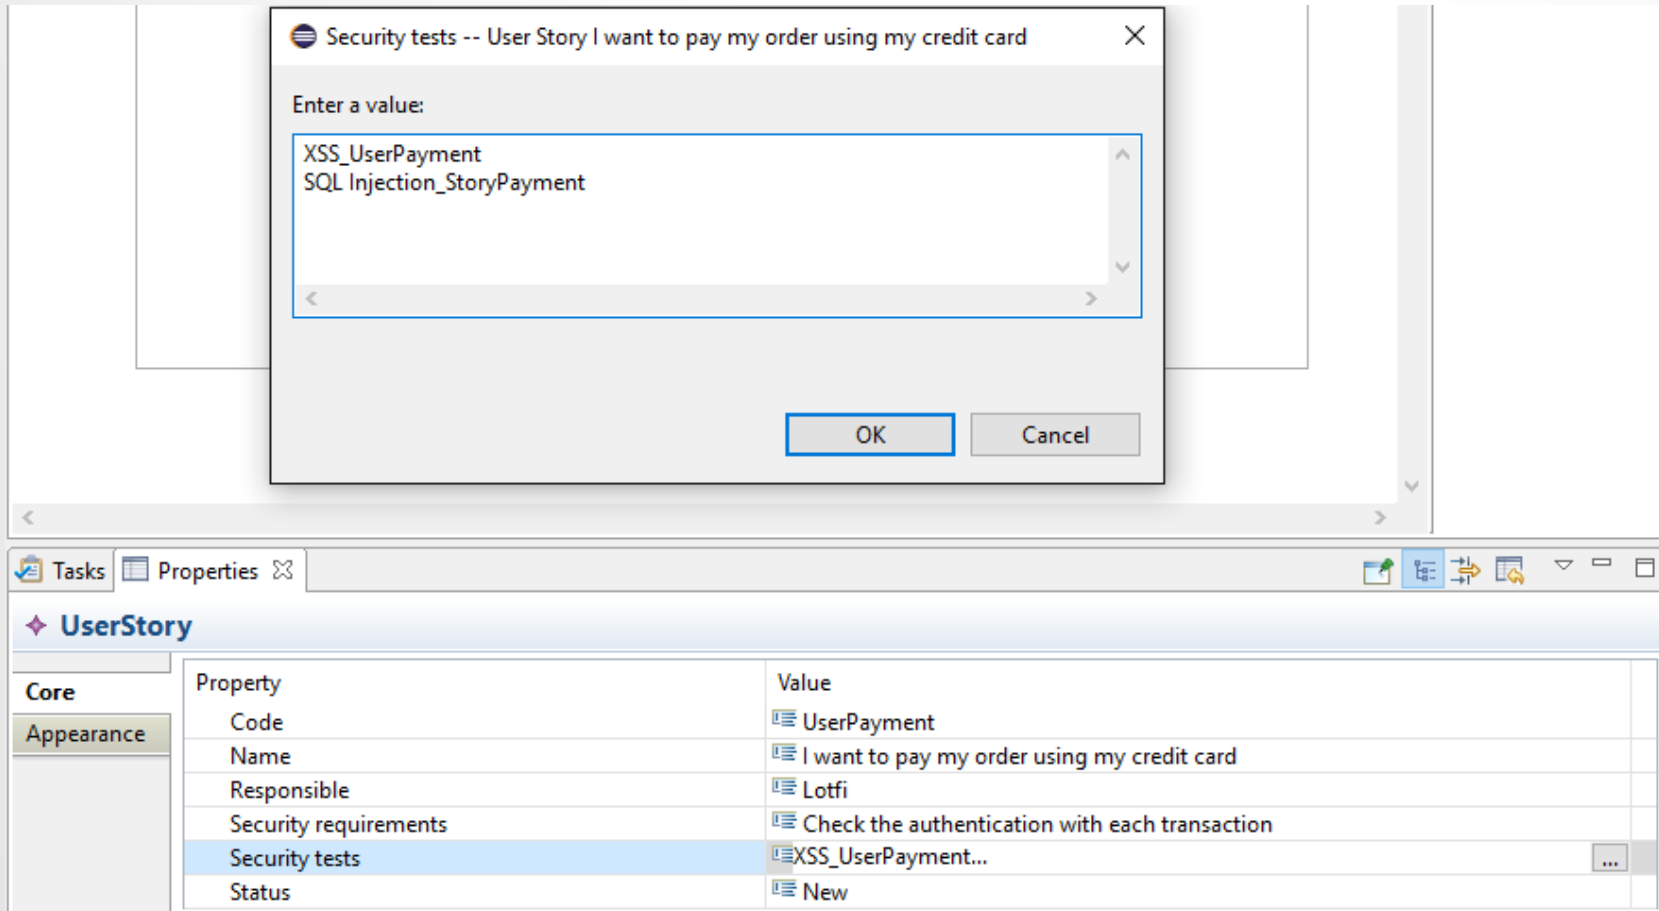 Security tests -- User Story I want to pay my order using my credit card
Enter a value:
XSS_UserPayment
SQL Injection_StoryPayment
OK Cancel
Tasks Properties
UserStory
Core
Appearance
Property Value
Code UserPayment
Name I want to pay my order using my credit card
Responsible Lotfi
Security requirements Check the authentication with each transaction
Security tests XSS_UserPayment... ...
Status New